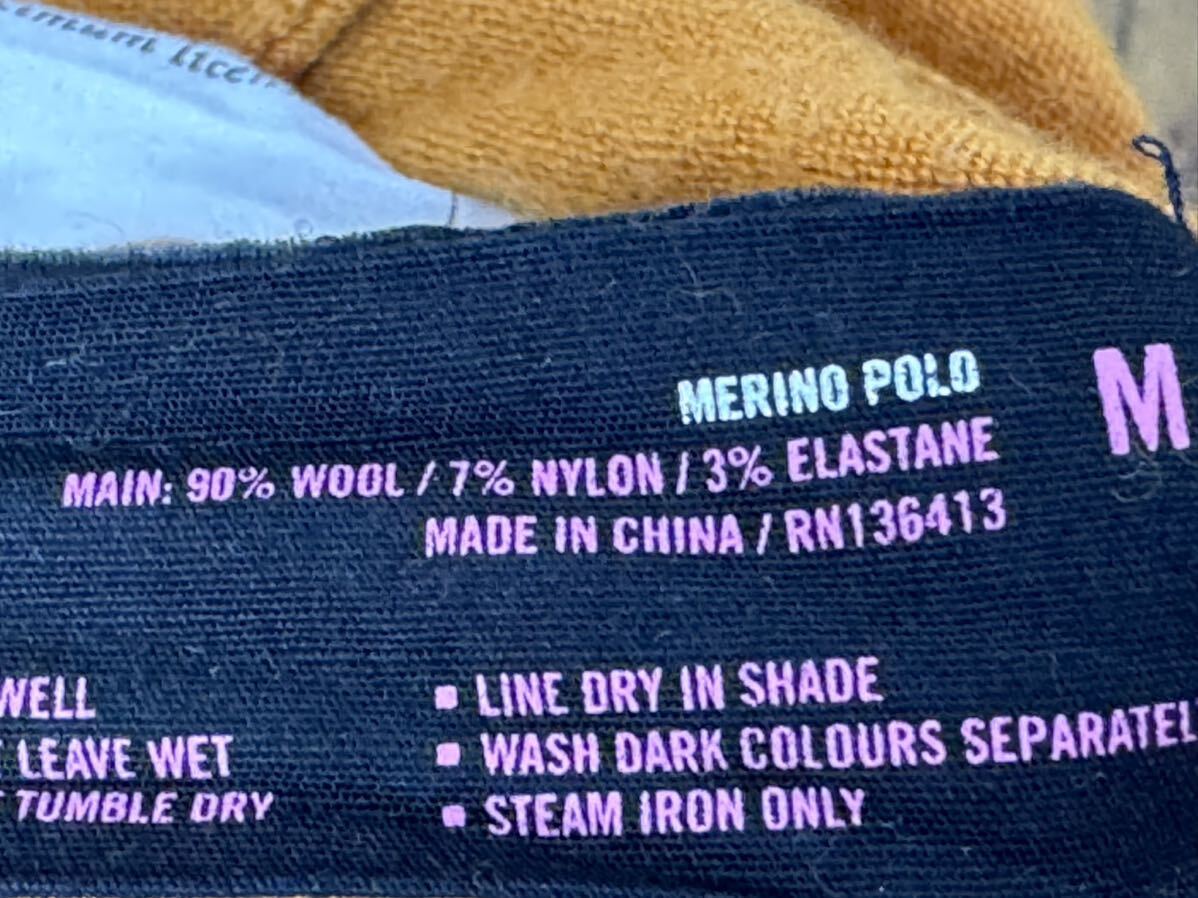 MERINO POLO
M
MAIN: 90% WOOL / 7% NYLON / 3% ELASTANE
MADE IN CHINA / RN136413
WELL
LEAVE WET
TUMBLE DRY
▪ LINE DRY IN SHADE
▪ WASH DARK COLOURS SEPARATEL
▪ STEAM IRON ONLY